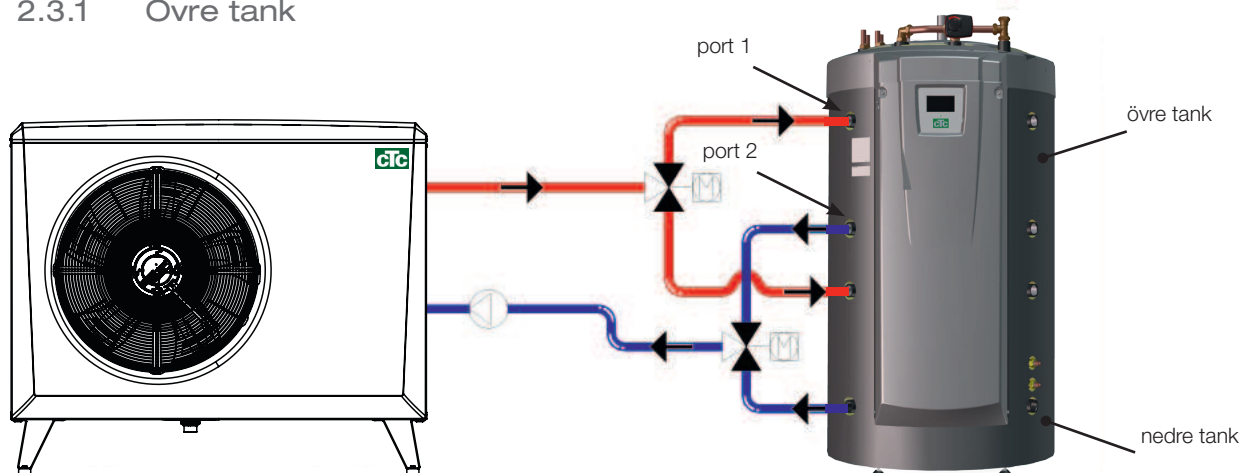 2.3.1 Övre tank
port 1
övre tank
port 2
nedre tank
CTC
CTC
M
M